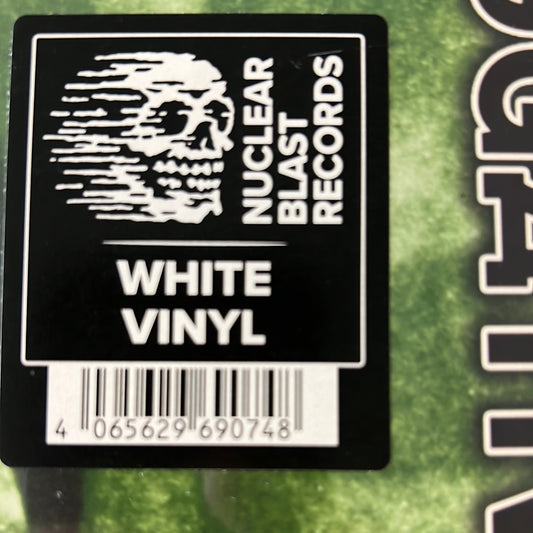 NUCLEAR
BLAST
RECORDS
WHITE
VINYL
4 065629 690748